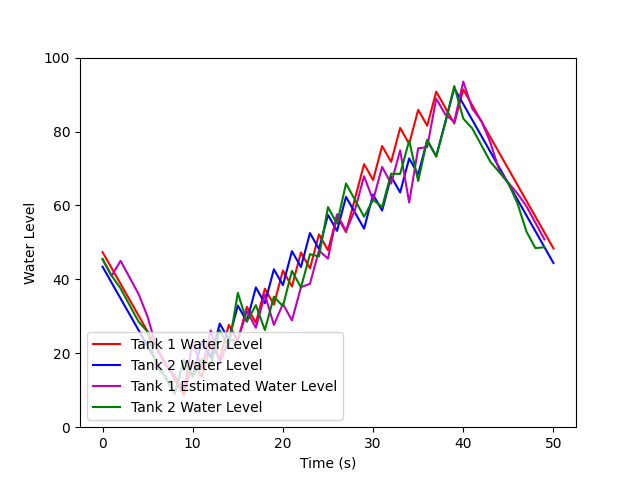 100
80
60
40
20
0
Water Level
Tank 1 Water Level
Tank 2 Water Level
Tank 1 Estimated Water Level
Tank 2 Water Level
0 10 20 30 40 50
Time (s)